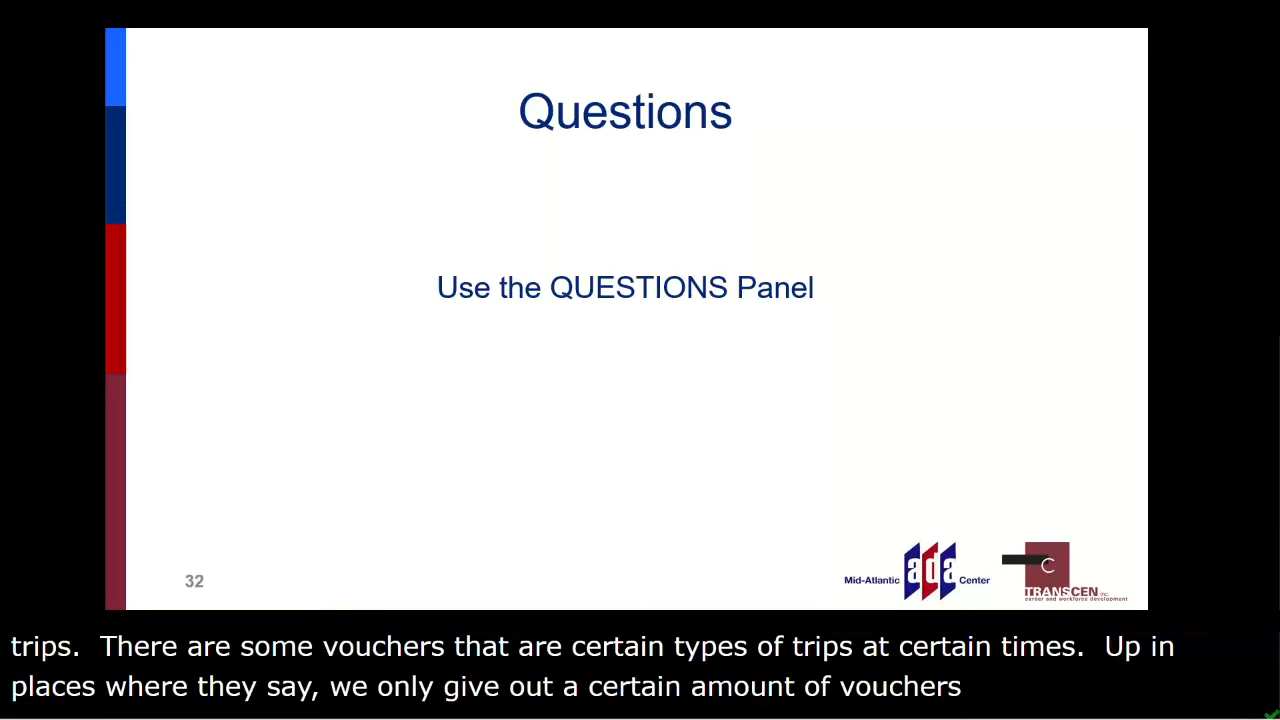 Questions
Use the QUESTIONS Panel
32
Mid-Atlantic ada Center
C
TRANSCEN inc.
career and workforce development
trips.  There are some vouchers that are certain types of trips at certain times.  Up in
places where they say, we only give out a certain amount of vouchers